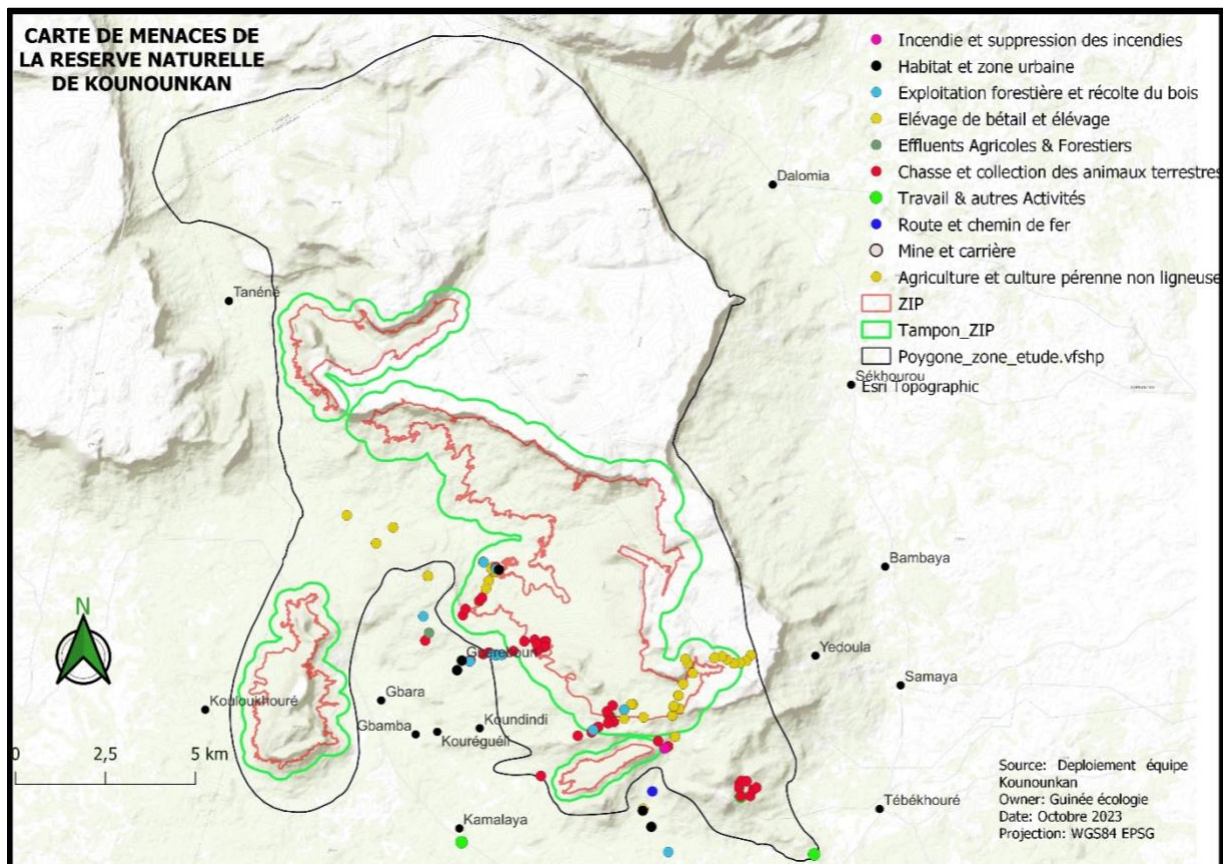 CARTE DE MENACES DE
LA RESERVE NATURELLE
DE KOUNOUNKAN
Incendie et suppression des incendies
Habitat et zone urbaine
Exploitation forestière et récolte du bois
Elévage de bétail et élévage
Effluents Agricoles & Forestiers
Chasse et collection des animaux terrestres
Travail & autres Activités
Route et chemin de fer
Mine et carrière
Agriculture et culture pérenne non ligneuse
ZIP
Tampon_ZIP
Poygone_zone_etude.vfshp
Esri Topographic
Dalomia
Tanéné
Sékhourou
Bambaya
Yedoula
Samaya
Kouloukhouré
Gbara
Gbamba
Kouréguéli
Koundindi
Kamalaya
Tébékhouré
N
0 2,5 5 km
Source: Deploiement équipe
Kounounkan
Owner: Guinée écologie
Date: Octobre 2023
Projection: WGS84 EPSG